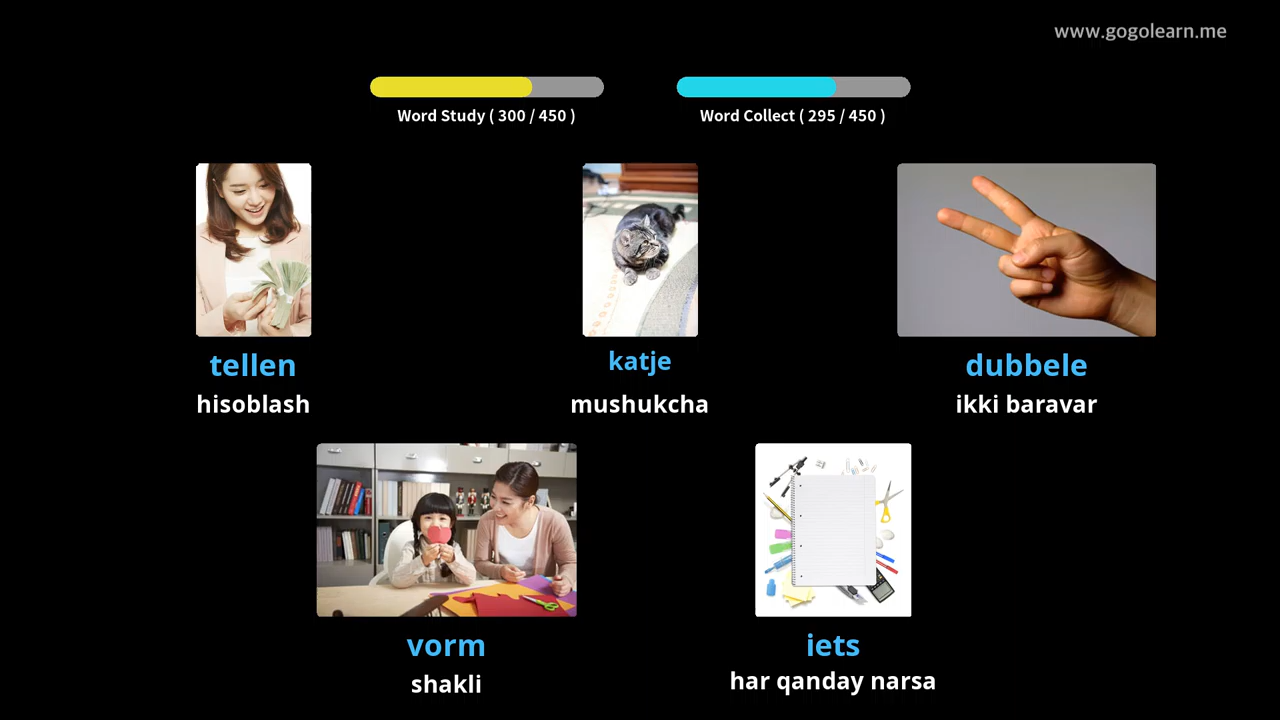 www.gogolearn.me
Word Study ( 300 / 450 )
Word Collect ( 295 / 450 )
tellen
hisoblash
katje
mushukcha
dubbele
ikki baravar
vorm
shakli
iets
har qanday narsa